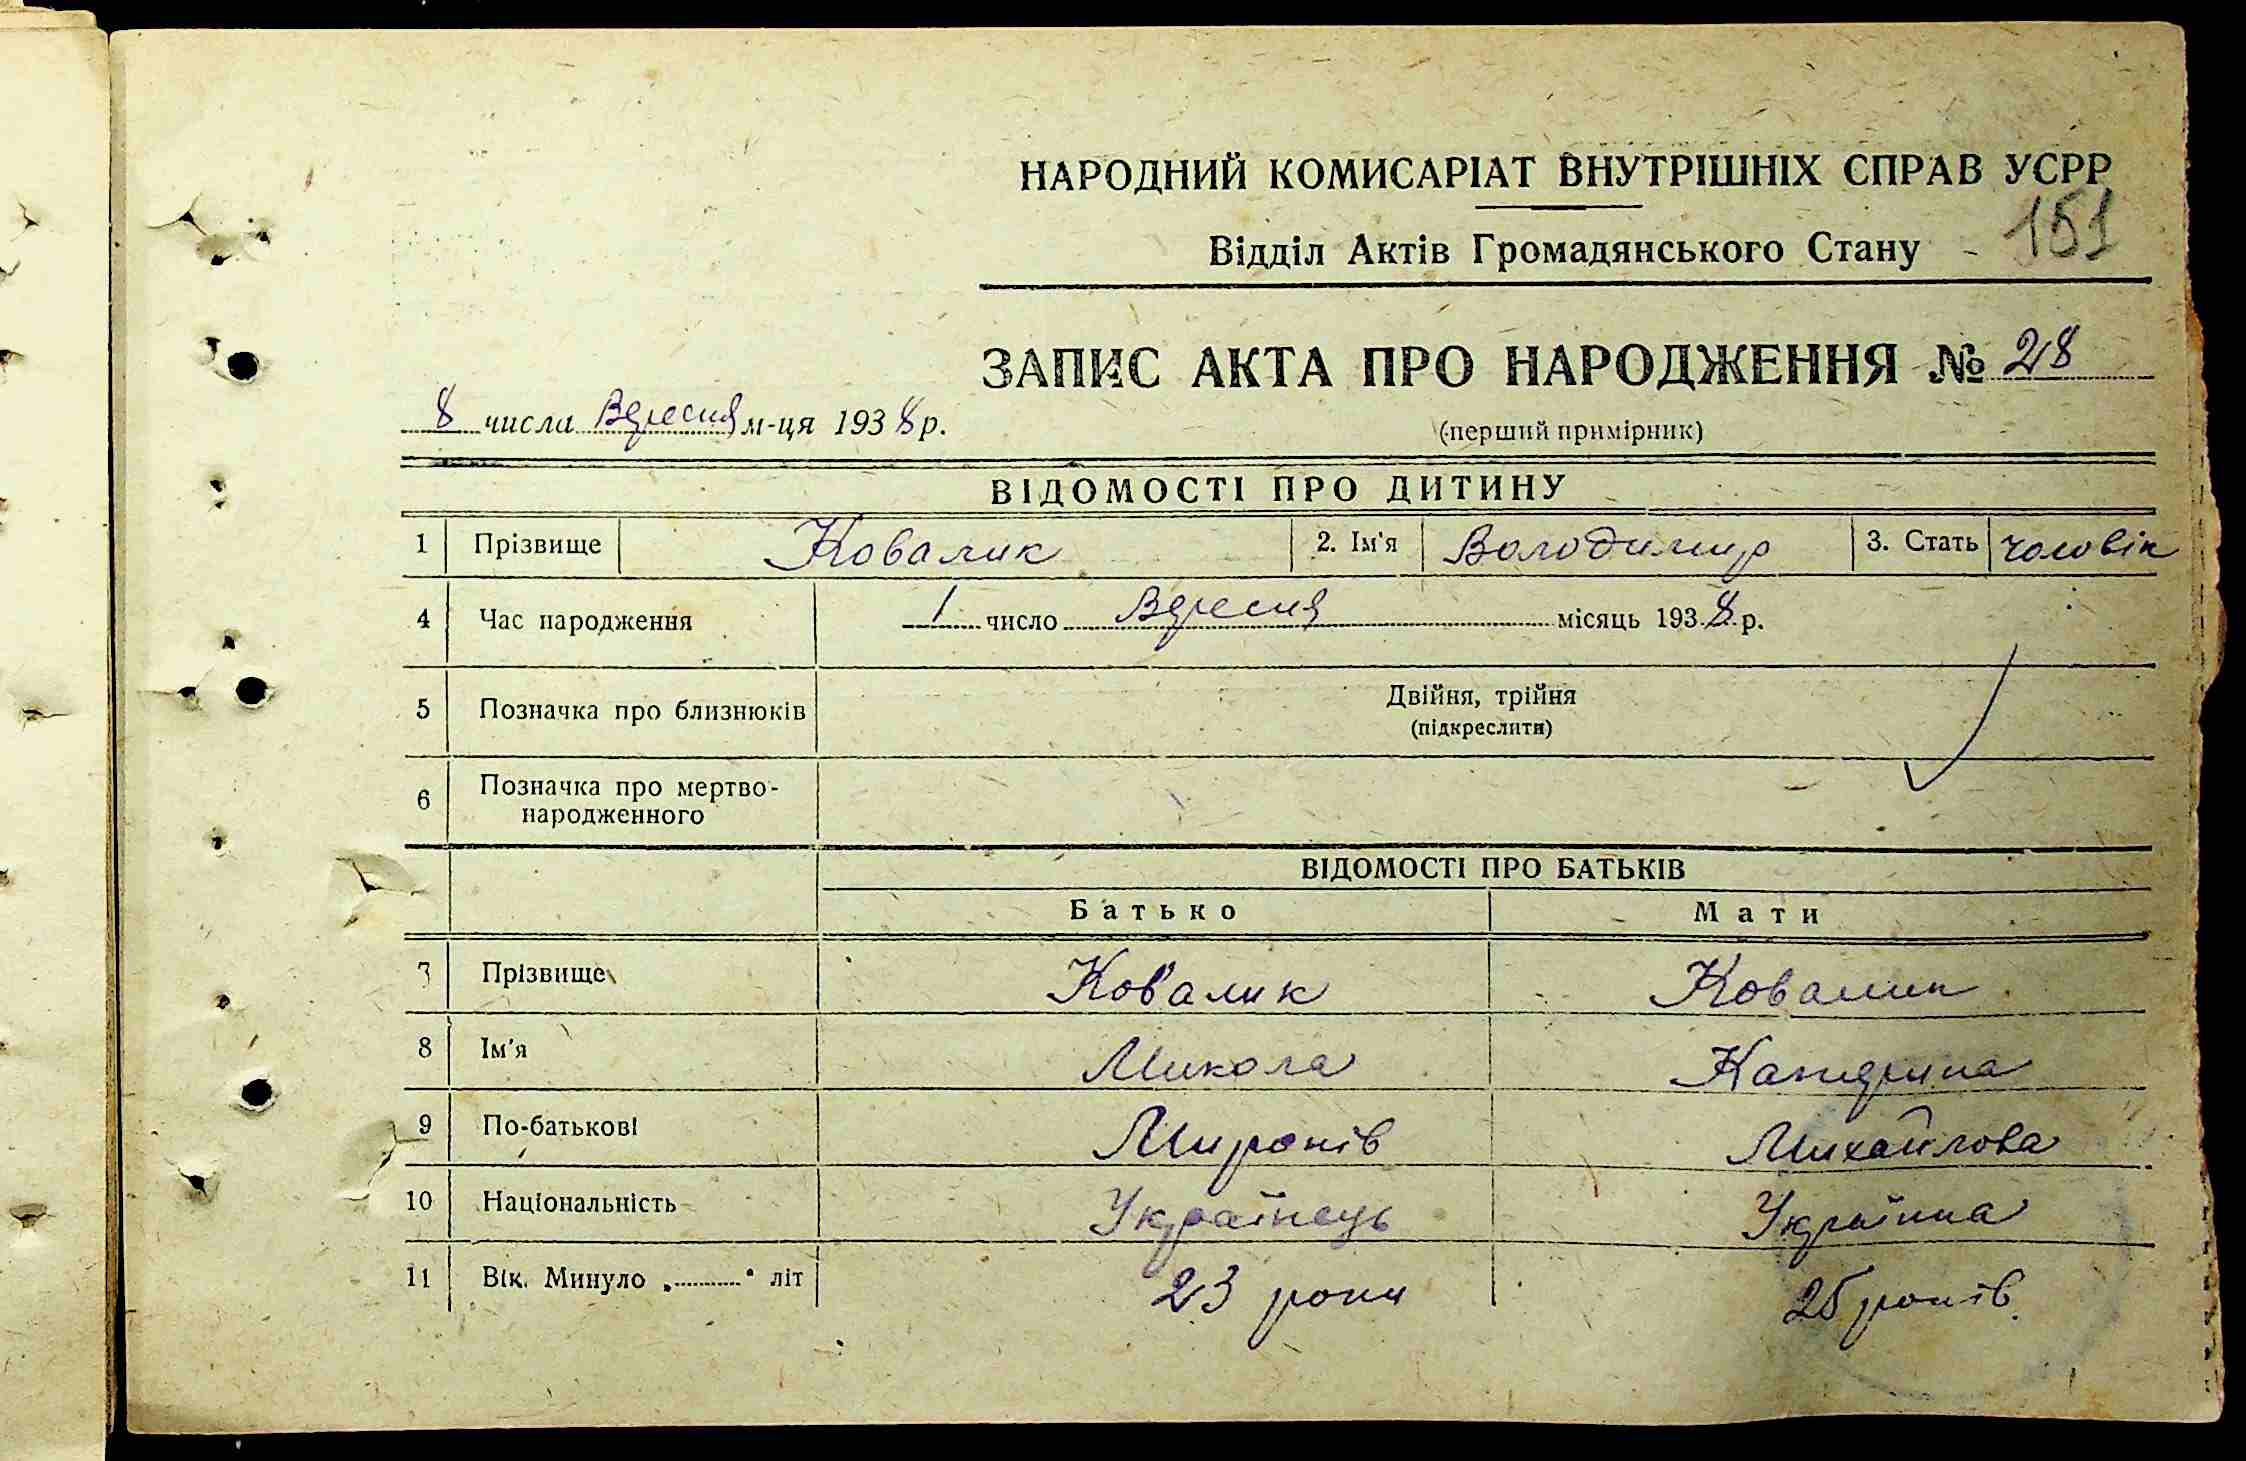 НАРОДНИЙ КОМИСАРІАТ ВНУТРІШНІХ СПРАВ УСРР
151
Відділ Актів Громадянського Стану
ЗАПИС АКТА ПРО НАРОДЖЕННЯ № 28
8 числа Вересня м-ця 1938 р.
(перший примірник)
ВІДОМОСТІ ПРО ДИТИНУ
1 Прізвище Ковалик 2. Ім'я Володимир 3. Стать чоловік
4 Час народження 1 число Вересня місяць 1938 р.
5 Позначка про близнюків Двійня, трійня
(підкреслити)
6 Позначка про мертво-
народженного
ВІДОМОСТІ ПРО БАТЬКІВ
Батько Мати
7 Прізвище Ковалик Ковалик
8 Ім'я Микола Катерина
9 По-батькові Миронів Михайлова
10 Національність Українець Українка
11 Вік. Минуло „..........“ літ 23 роки 25 років